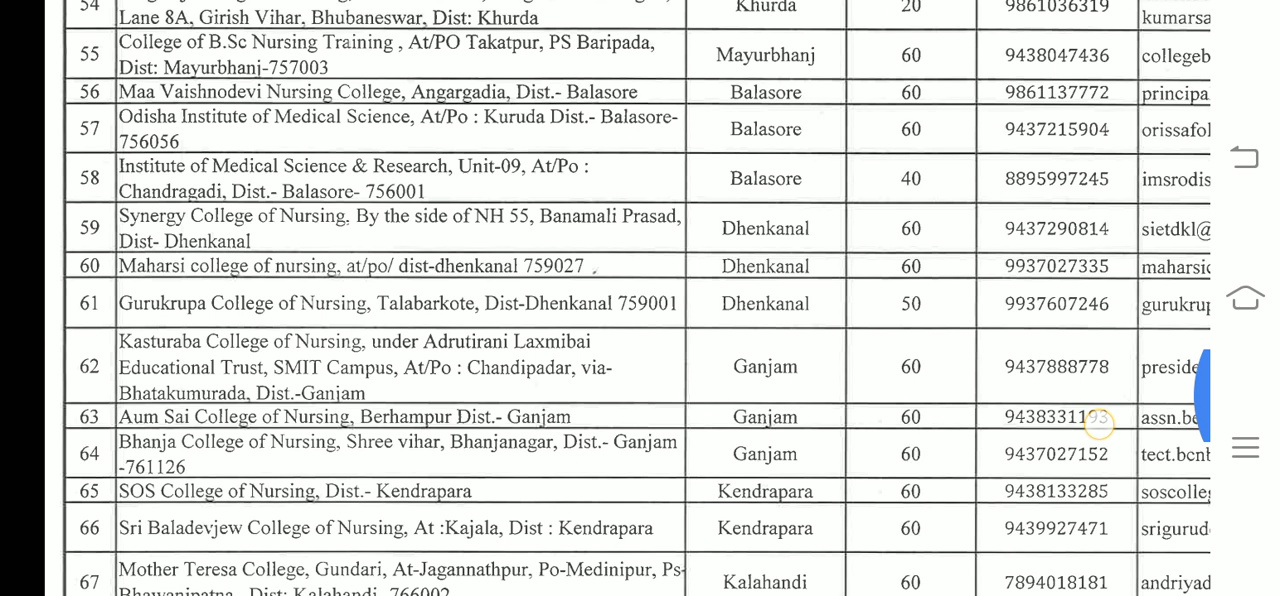 54
Lane 8A, Girish Vihar, Bhubaneswar, Dist: Khurda
Khurda
20
9861036319
kumarsa
55
College of B.Sc Nursing Training , At/PO Takatpur, PS Baripada,
Dist: Mayurbhanj-757003
Mayurbhanj
60
9438047436
collegeb
56
Maa Vaishnodevi Nursing College, Angargadia, Dist.- Balasore
Balasore
60
9861137772
principa
57
Odisha Institute of Medical Science, At/Po : Kuruda Dist.- Balasore-
756056
Balasore
60
9437215904
orissafol
58
Institute of Medical Science & Research, Unit-09, At/Po :
Chandragadi, Dist.- Balasore- 756001
Balasore
40
8895997245
imsrodis
59
Synergy College of Nursing. By the side of NH 55, Banamali Prasad,
Dist- Dhenkanal
Dhenkanal
60
9437290814
sietdkl@
60
Maharsi college of nursing, at/po/ dist-dhenkanal 759027
Dhenkanal
60
9937027335
maharsic
61
Gurukrupa College of Nursing, Talabarkote, Dist-Dhenkanal 759001
Dhenkanal
50
9937607246
gurukrup
62
Kasturaba College of Nursing, under Adrutirani Laxmibai
Educational Trust, SMIT Campus, At/Po : Chandipadar, via-
Bhatakumurada, Dist.-Ganjam
Ganjam
60
9437888778
preside
63
Aum Sai College of Nursing, Berhampur Dist.- Ganjam
Ganjam
60
9438331193
assn.be
64
Bhanja College of Nursing, Shree vihar, Bhanjanagar, Dist.- Ganjam
-761126
Ganjam
60
9437027152
tect.bcnb
65
SOS College of Nursing, Dist.- Kendrapara
Kendrapara
60
9438133285
soscolleg
66
Sri Baladevjew College of Nursing, At :Kajala, Dist : Kendrapara
Kendrapara
60
9439927471
srigurud
67
Mother Teresa College, Gundari, At-Jagannathpur, Po-Medinipur, Ps-
Bhawanipatna, Dist: Kalahandi, 766002
Kalahandi
60
7894018181
andriyad